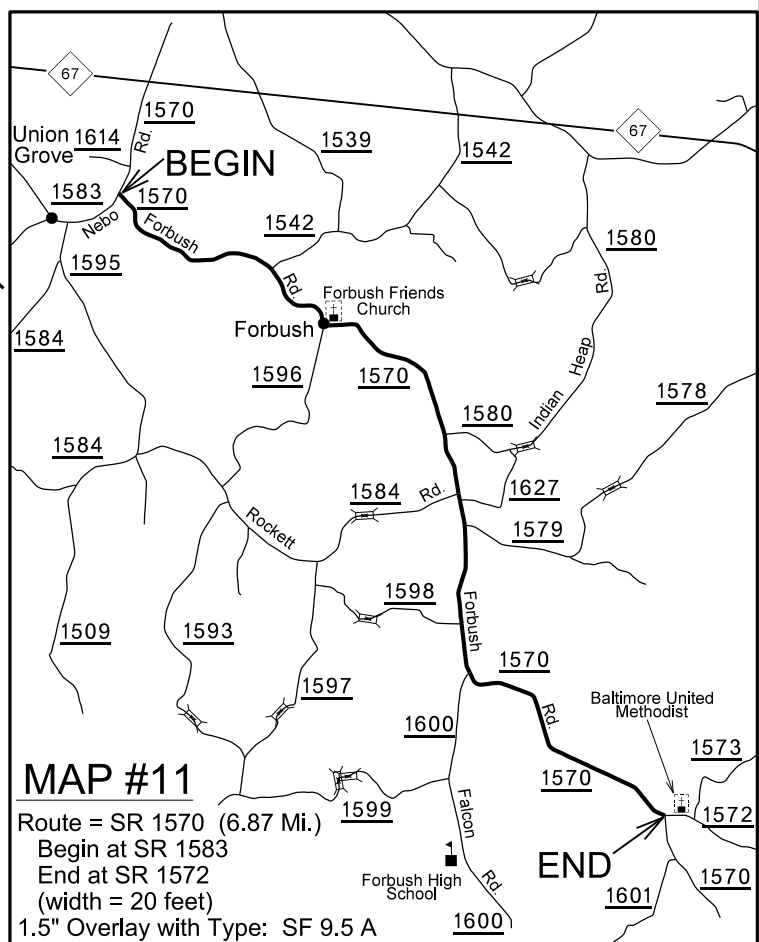 67
1570
Union
Grove
1614
Rd.
1539
67
1542
BEGIN
1583
1570
Nebo
Forbush
1542
1580
1595
Rd.
Rd.
Forbush Friends
Church
Forbush
1584
1596
1570
Heap
1578
Indian
1580
1584
1584
Rd.
1627
Rockett
1579
1598
Forbush
1509
1593
1570
1597
Rd.
Baltimore United
Methodist
1600
1573
1570
MAP #11
1599
Falcon
1572
Route = SR 1570 (6.87 Mi.)
Begin at SR 1583
End at SR 1572
(width = 20 feet)
1.5" Overlay with Type: SF 9.5 A
END
Forbush High
School
Rd.
1570
1601
1600